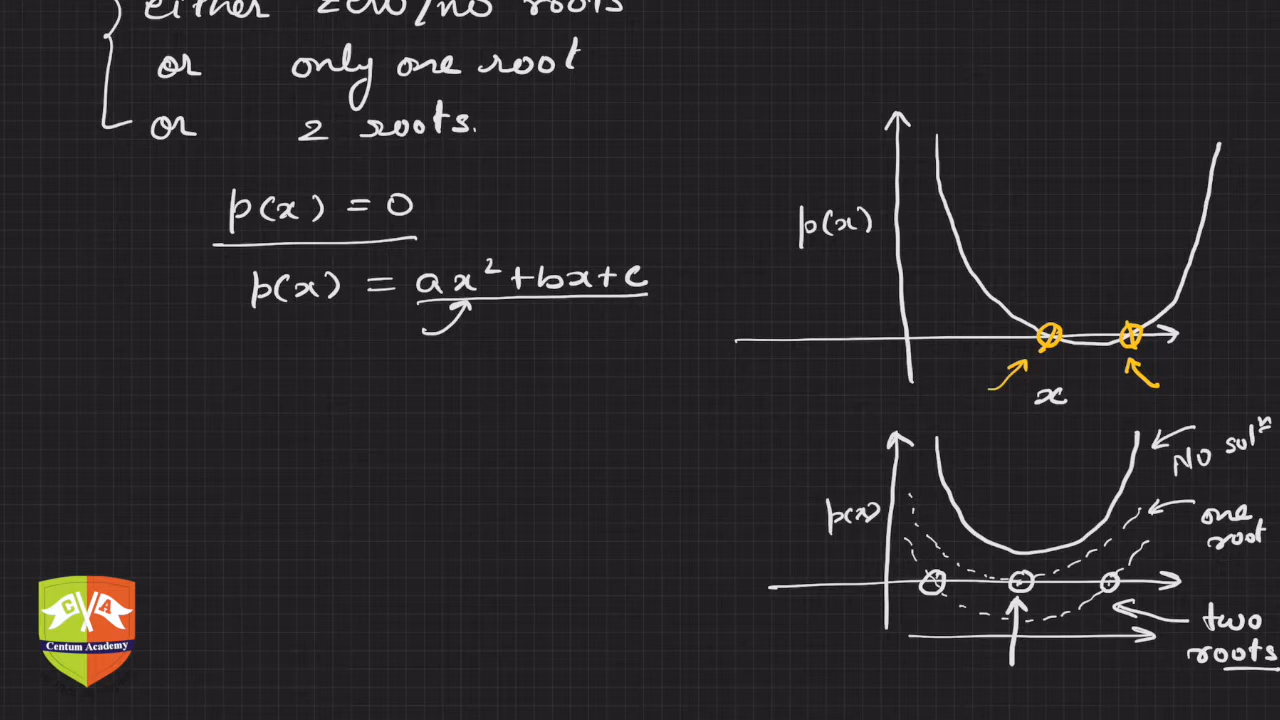 either zero/no roots
or only one root
or 2 roots.
p(x) = 0
p(x) = ax² + bx + c
p(x)
x
No solⁿ
p(x)
one
root
two
roots
C A
Centum Academy